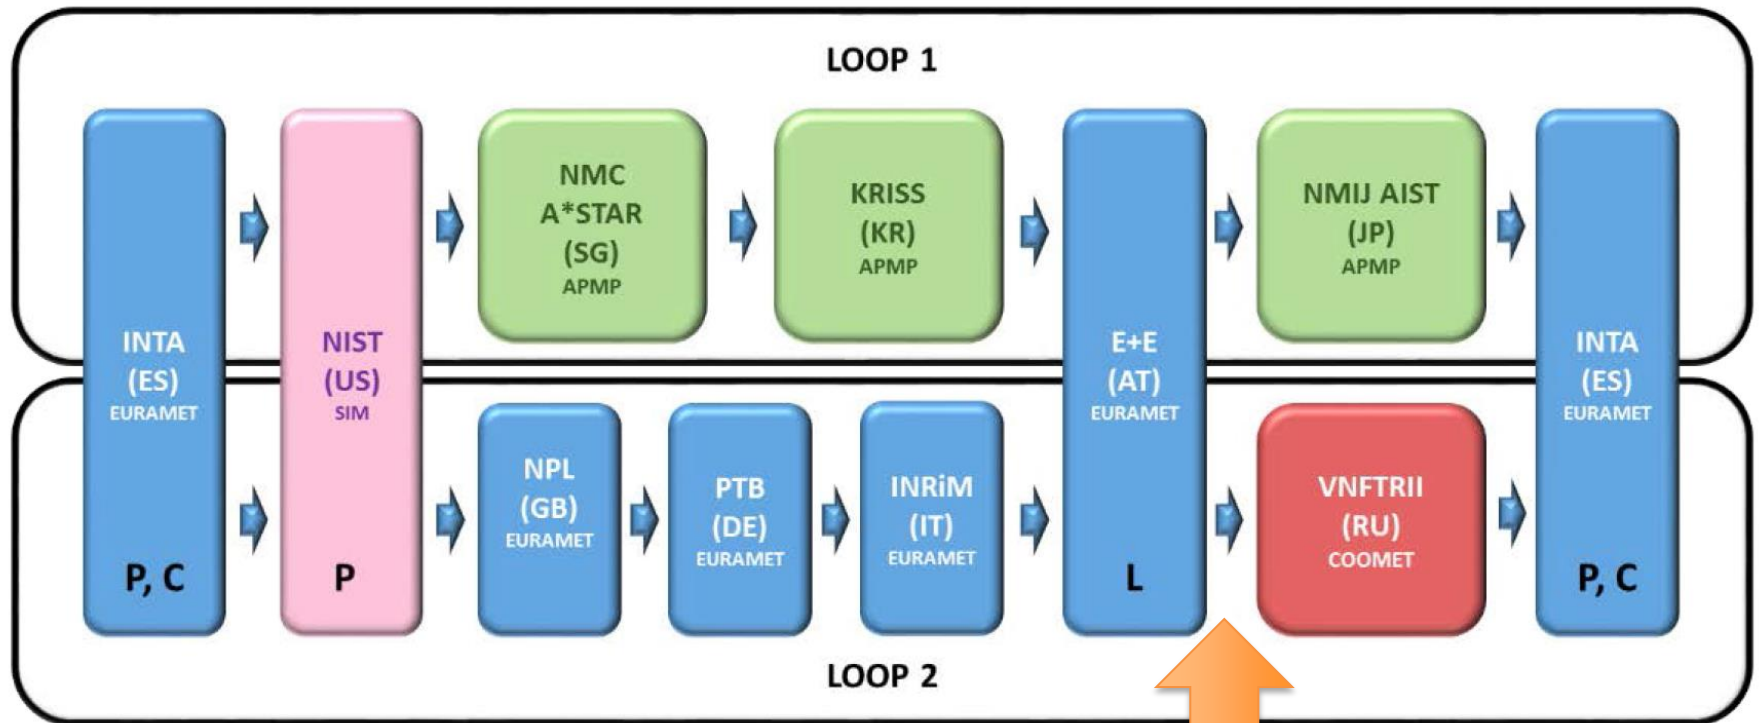 LOOP 1
INTA
(ES)
EURAMET
P, C
NIST
(US)
SIM
P
NMC
A*STAR
(SG)
APMP
KRISS
(KR)
APMP
E+E
(AT)
EURAMET
L
NMIJ AIST
(JP)
APMP
INTA
(ES)
EURAMET
P, C
NPL
(GB)
EURAMET
PTB
(DE)
EURAMET
INRiM
(IT)
EURAMET
VNFTRII
(RU)
COOMET
LOOP 2